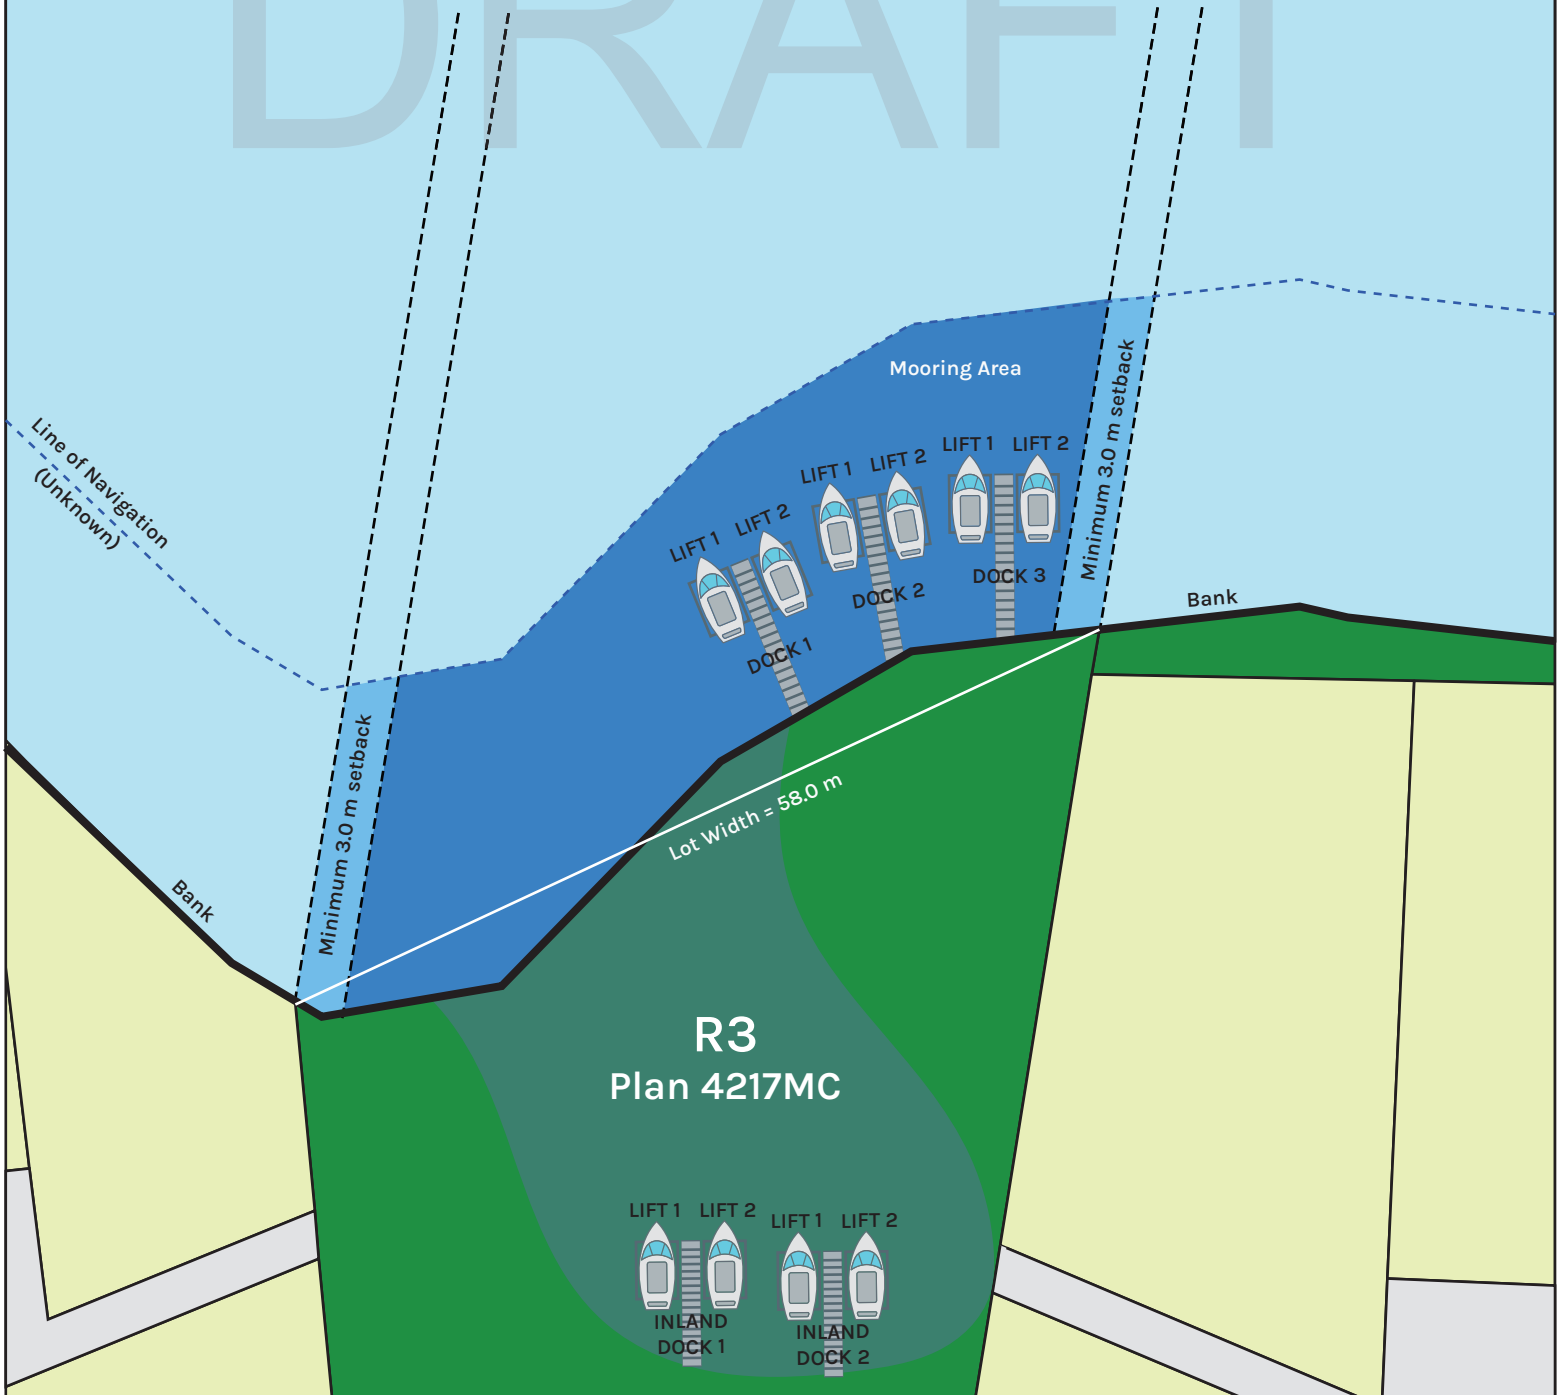 DRAFT
Mooring Area
Line of Navigation
(Unknown)
LIFT 1
LIFT 2
LIFT 1
LIFT 2
LIFT 1
LIFT 2
DOCK 1
DOCK 2
DOCK 3
Minimum 3.0 m setback
Bank
Minimum 3.0 m setback
Bank
Lot Width = 58.0 m
R3
Plan 4217MC
LIFT 1
LIFT 2
LIFT 1
LIFT 2
INLAND
DOCK 1
INLAND
DOCK 2